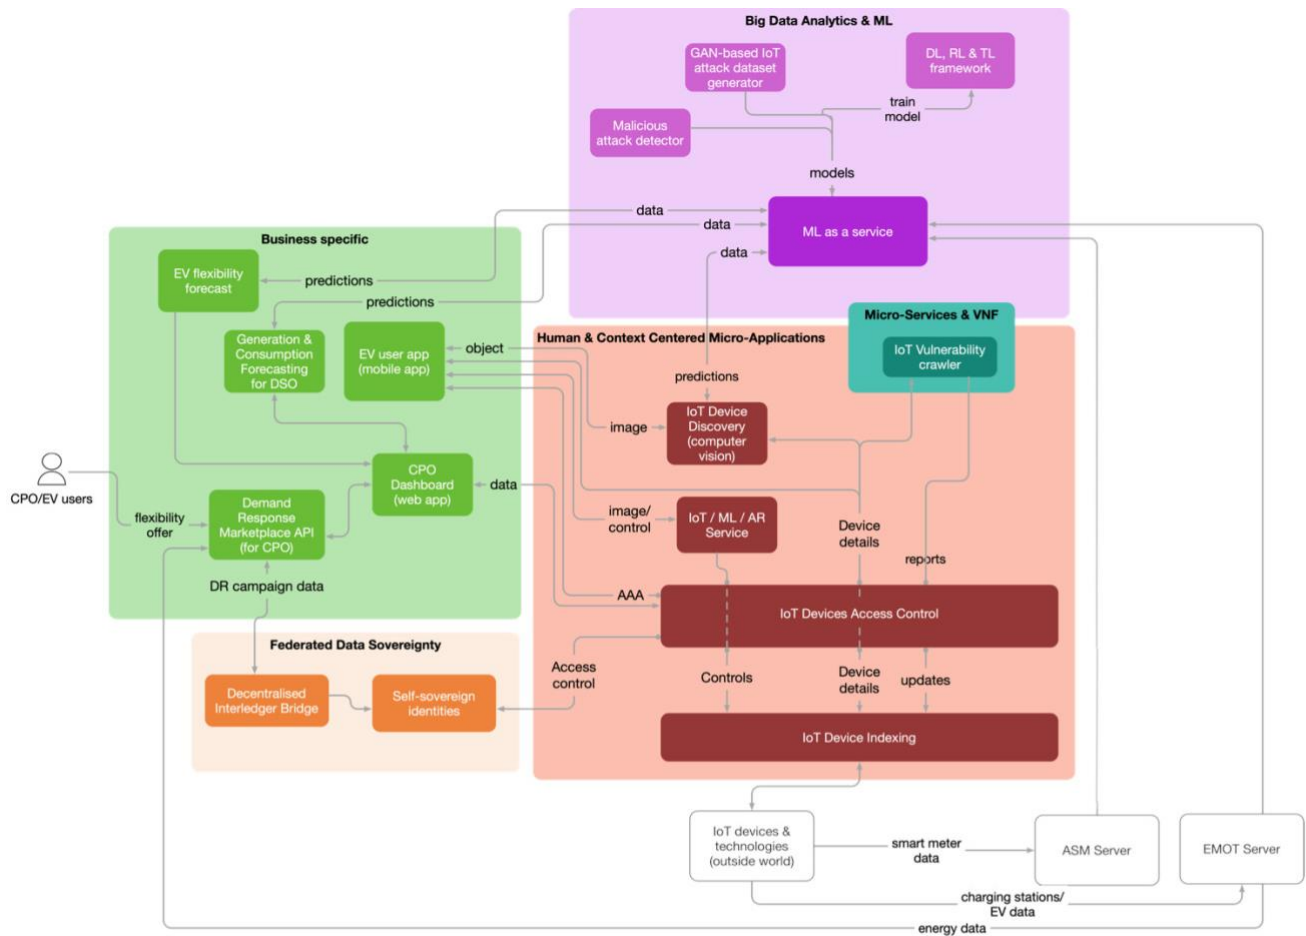 Big Data Analytics & ML
GAN-based IoT
attack dataset
generator
DL, RL & TL
framework
train
model
Malicious
attack detector
models
ML as a service
data
data
data
Business specific
EV flexibility
forecast
predictions
predictions
Generation &
Consumption
Forecasting
for DSO
EV user app
(mobile app)
object
Human & Context Centered Micro-Applications
Micro-Services & VNF
IoT Vulnerability
crawler
predictions
IoT Device
Discovery
(computer
vision)
image
CPO/EV users
CPO
Dashboard
(web app)
data
flexibility
offer
Demand
Response
Marketplace API
(for CPO)
image/
control
IoT / ML / AR
Service
Device
details
reports
DR campaign data
AAA
IoT Devices Access Control
Federated Data Sovereignty
Access
control
Controls
Device
details
updates
Decentralised
Interledger Bridge
Self-sovereign
identities
IoT Device Indexing
IoT devices &
technologies
(outside world)
smart meter
data
ASM Server
EMOT Server
charging stations/
EV data
energy data